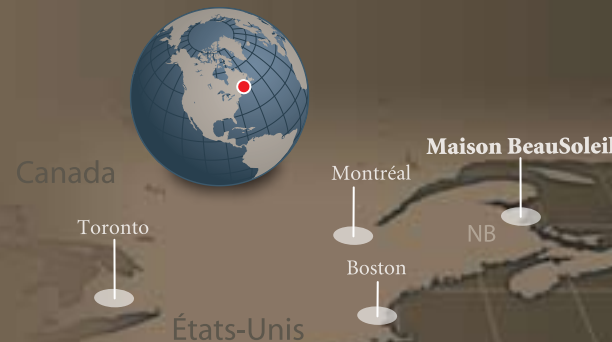 Maison BeauSoleil
Canada
Montréal
Toronto
NB
Boston
États-Unis